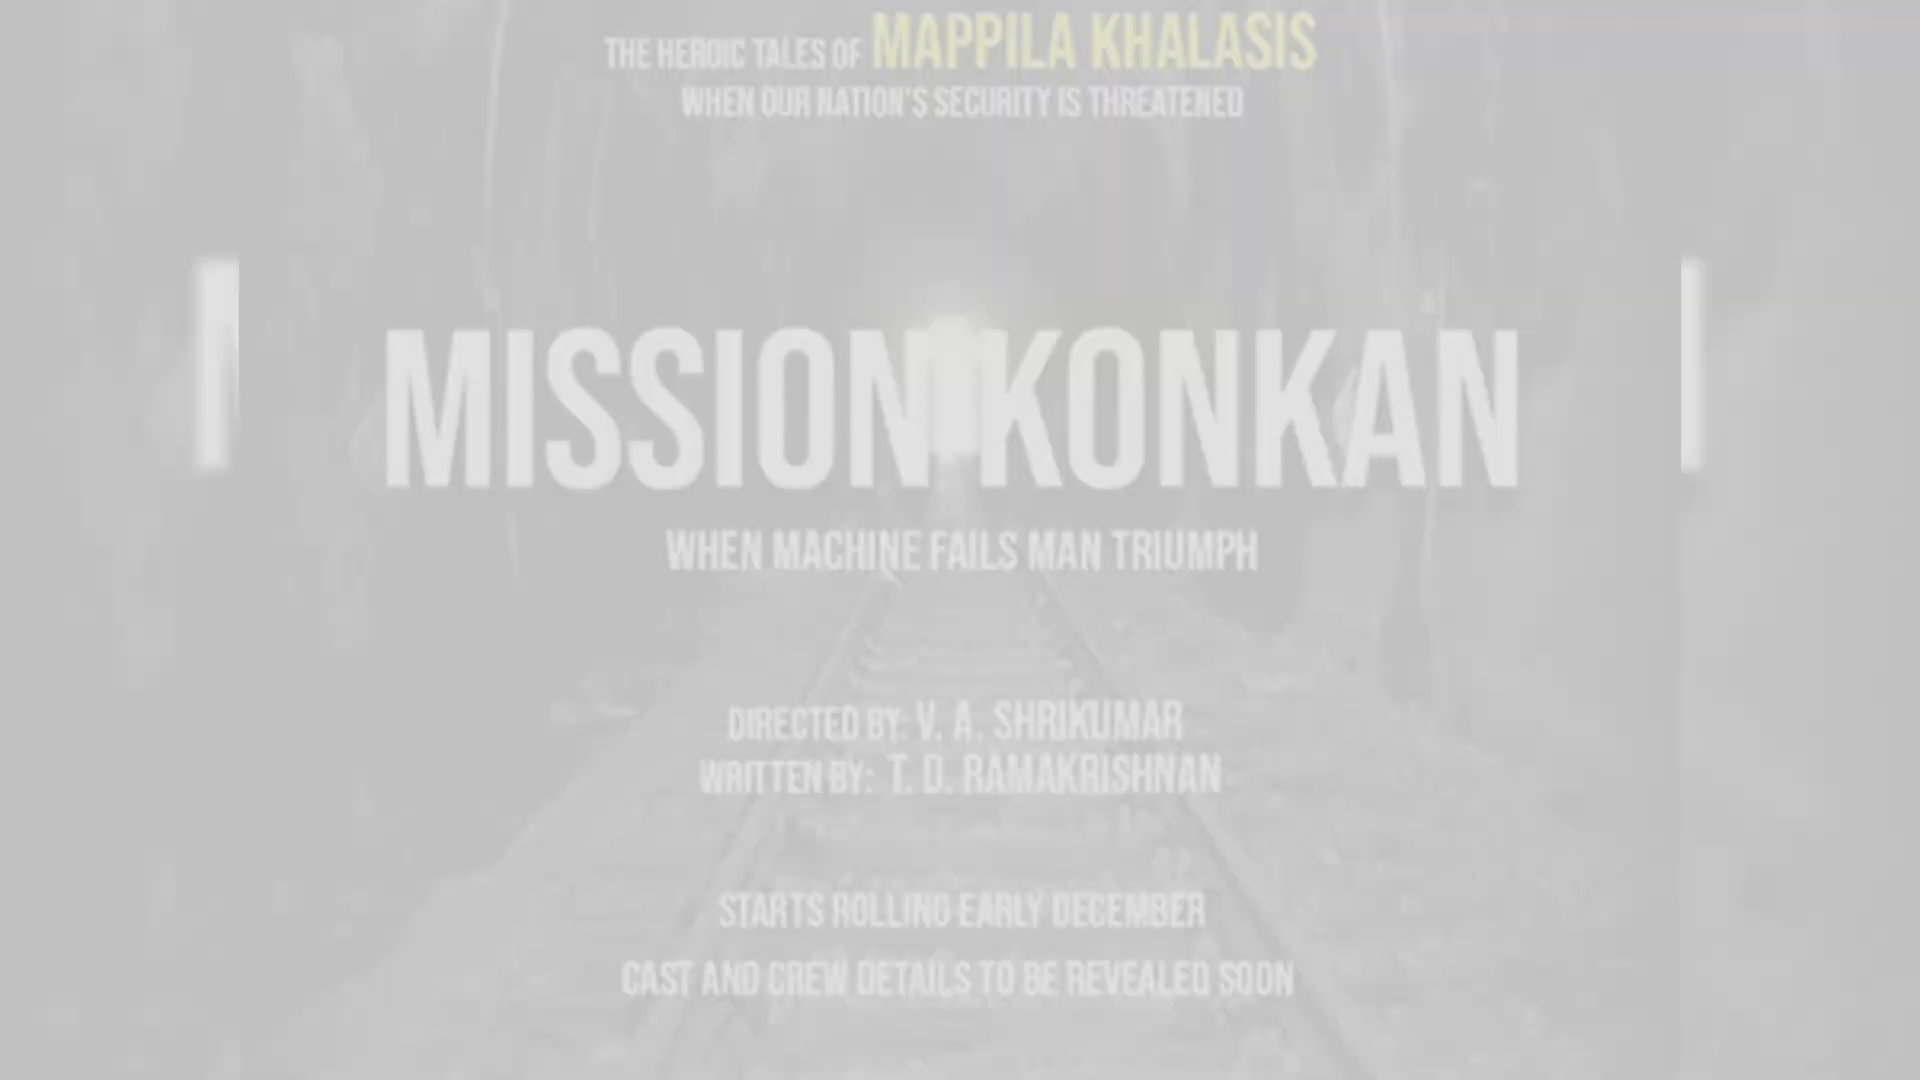 THE HEROIC TALES OF MAPPILA KHALASIS
WHEN OUR NATION'S SECURITY IS THREATENED
MISSION KONKAN
WHEN MACHINE FAILS MAN TRIUMPH
DIRECTED BY: V. A. SHRIKUMAR
WRITTEN BY: T. D. RAMAKRISHNAN
STARTS ROLLING EARLY DECEMBER
CAST AND CREW DETAILS TO BE REVEALED SOON